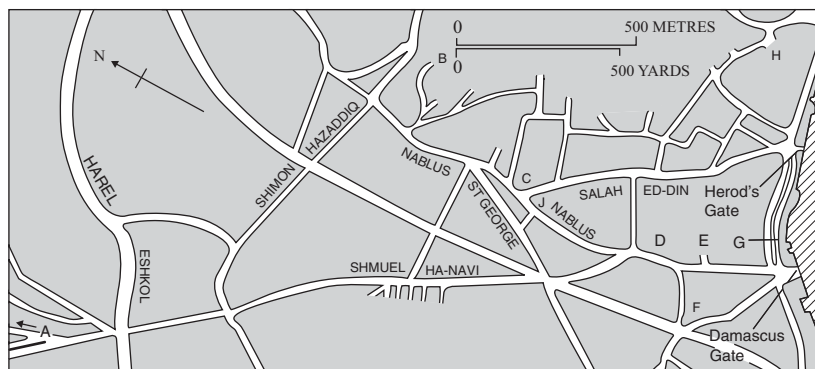 0 500 METRES
0 500 YARDS
N
B
H
HAREL
ESHKOL
SHIMON HAZADDIQ
NABLUS
ST GEORGE
C
J NABLUS
SALAH ED-DIN
Herod's
Gate
D
E
G
SHMUEL HA-NAVI
A
F
Damascus
Gate